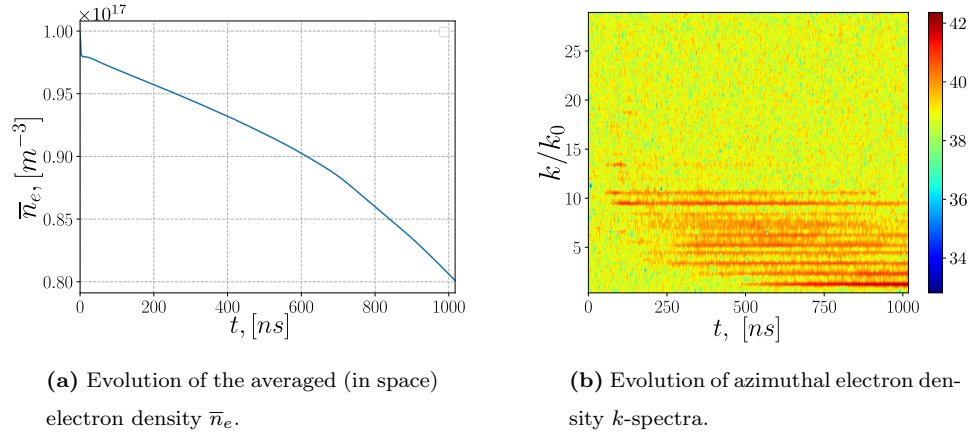 ×10¹⁷
1.00
0.95
0.90
0.85
0.80
n̅ₑ, [m⁻³]
0 200 400 600 800 1000
t, [ns]
(a) Evolution of the averaged (in space)
electron density n̅ₑ.
25
20
15
10
5
k/k₀
0 250 500 750 1000
t, [ns]
42
40
38
36
34
(b) Evolution of azimuthal electron den-
sity k-spectra.